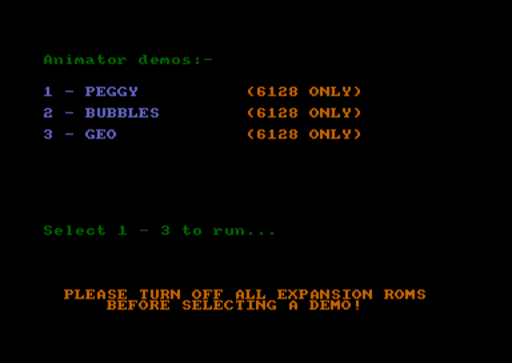 Animator demos:-
1 - PEGGY (6128 ONLY)
2 - BUBBLES (6128 ONLY)
3 - GEO (6128 ONLY)
Select 1 - 3 to run...
PLEASE TURN OFF ALL EXPANSION ROMS
BEFORE SELECTING A DEMO!